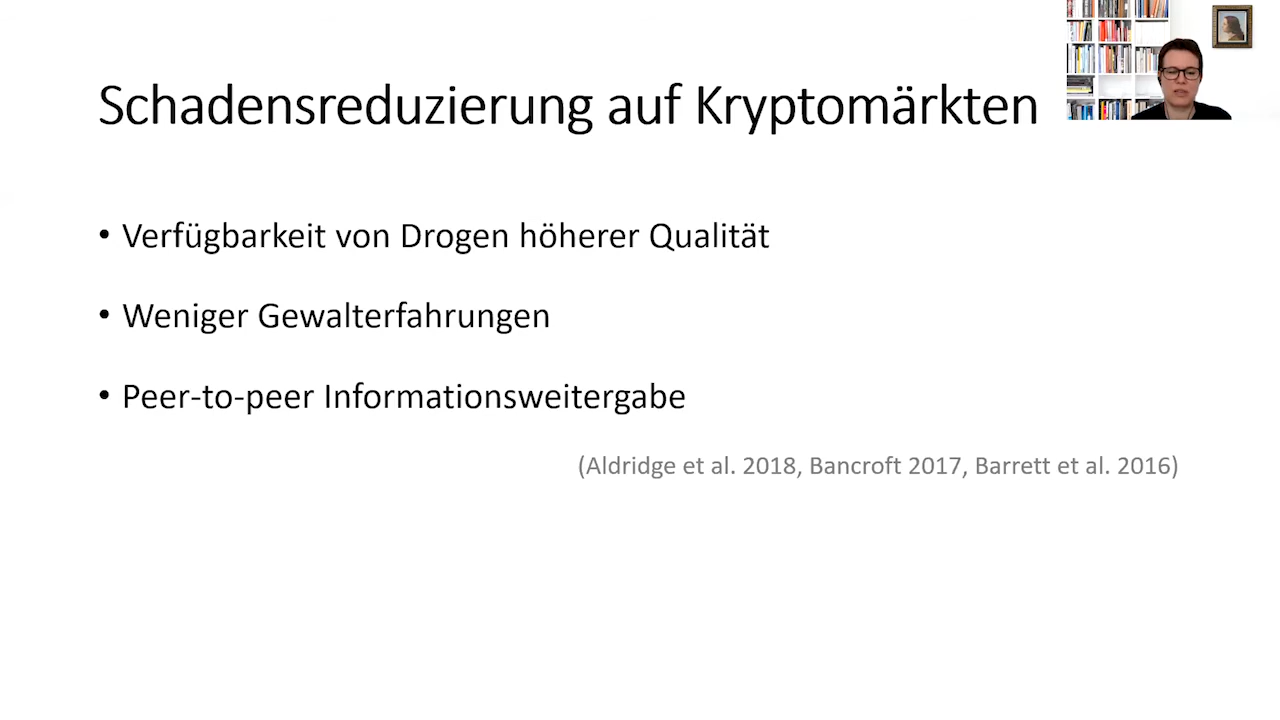 Schadensreduzierung auf Kryptomärkten
• Verfügbarkeit von Drogen höherer Qualität
• Weniger Gewalterfahrungen
• Peer-to-peer Informationsweitergabe
(Aldridge et al. 2018, Bancroft 2017, Barrett et al. 2016)